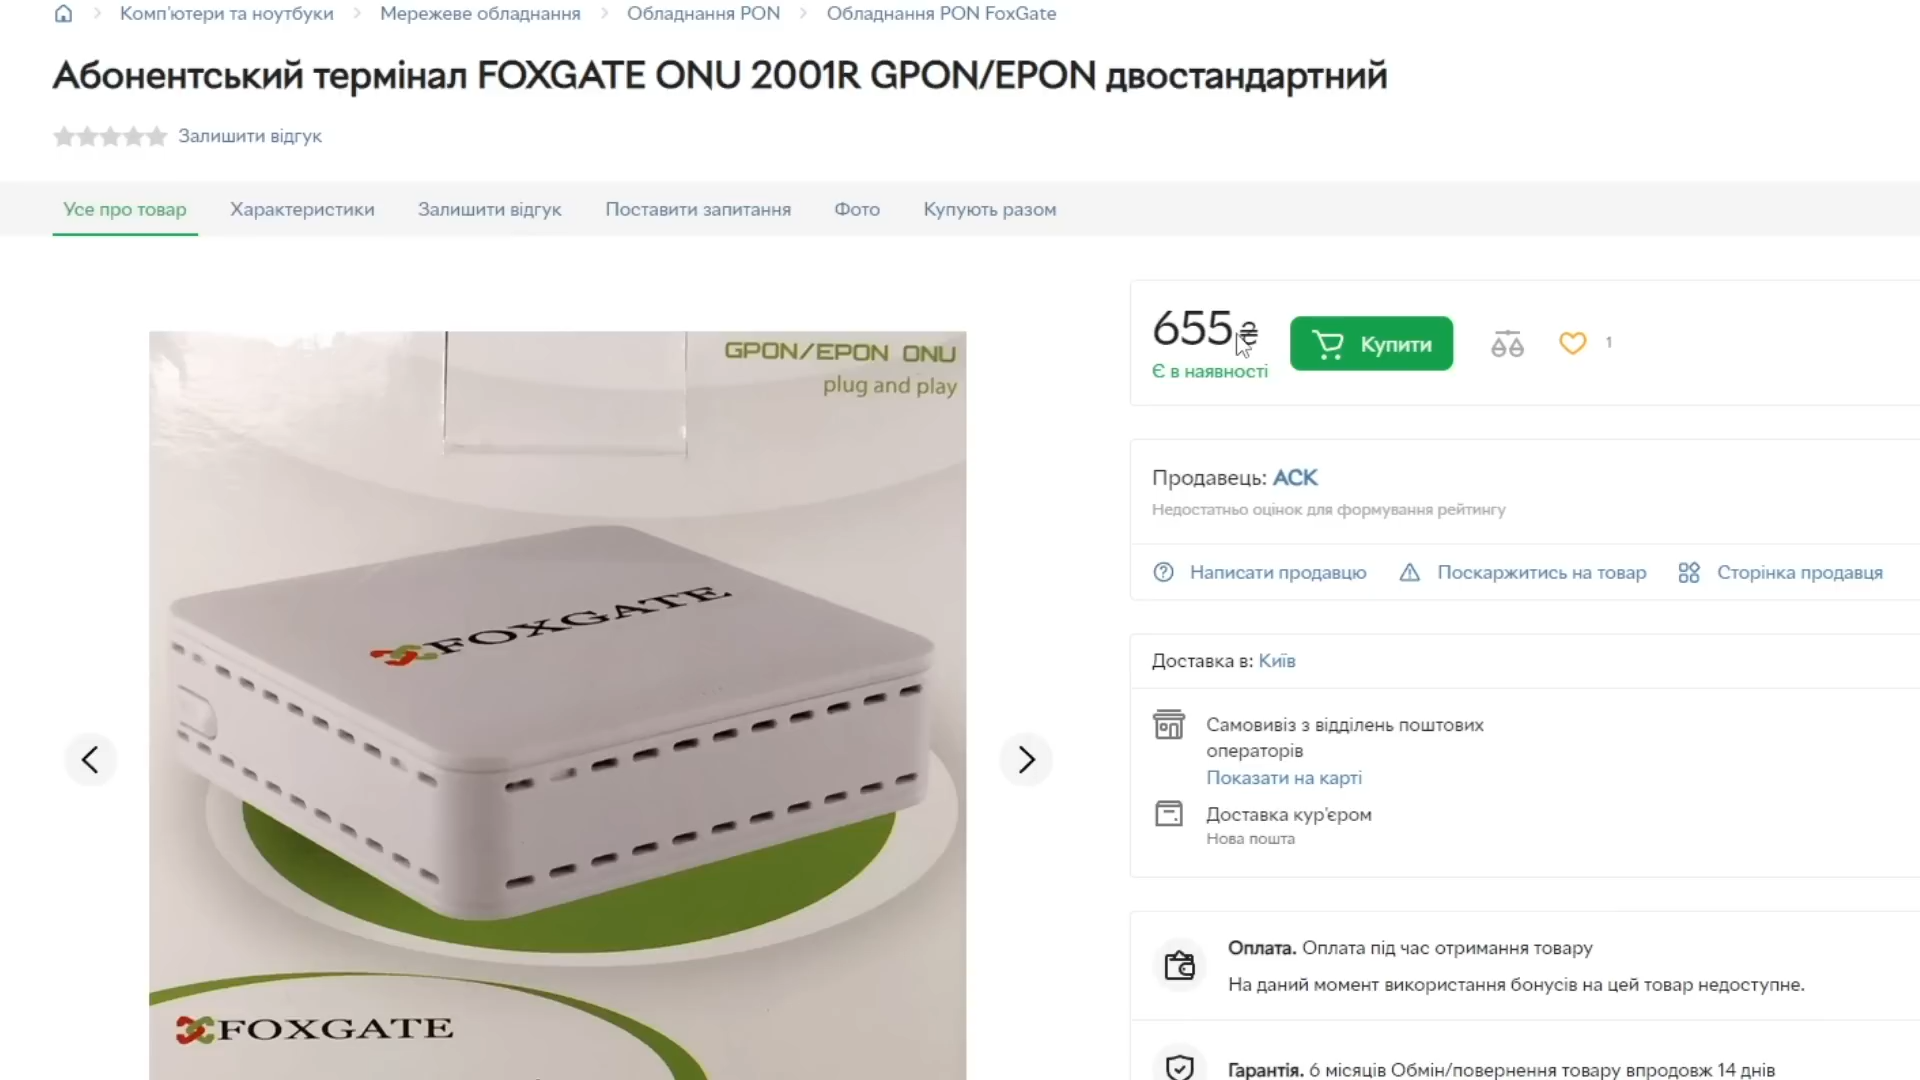 Комп'ютери та ноутбуки > Мережеве обладнання > Обладнання PON > Обладнання PON FoxGate
Абонентський термінал FOXGATE ONU 2001R GPON/EPON двостандартний
Залишити відгук
Усе про товар Характеристики Залишити відгук Поставити запитання Фото Купують разом
GPON/EPON ONU
plug and play
FOXGATE
FOXGATE
655 ₴
Купити
1
Є в наявності
Продавець: АСК
Недостатньо оцінок для формування рейтингу
Написати продавцю Поскаржитись на товар Сторінка продавця
Доставка в: Київ
Самовивіз з відділень поштових
операторів
Показати на карті
Доставка кур'єром
Нова пошта
Оплата. Оплата під час отримання товару
На даний момент використання бонусів на цей товар недоступне.
Гарантія. 6 місяців Обмін/повернення товару впродовж 14 днів